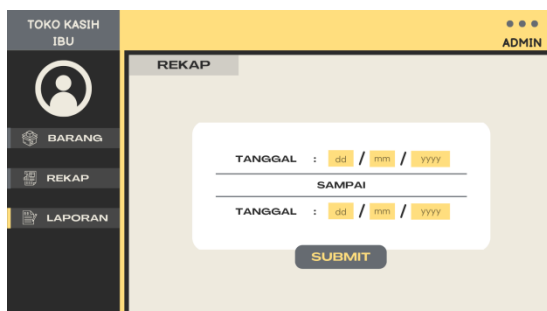 TOKO KASIH
IBU
ADMIN
REKAP
BARANG
REKAP
LAPORAN
TANGGAL : dd / mm / yyyy
SAMPAI
TANGGAL : dd / mm / yyyy
SUBMIT